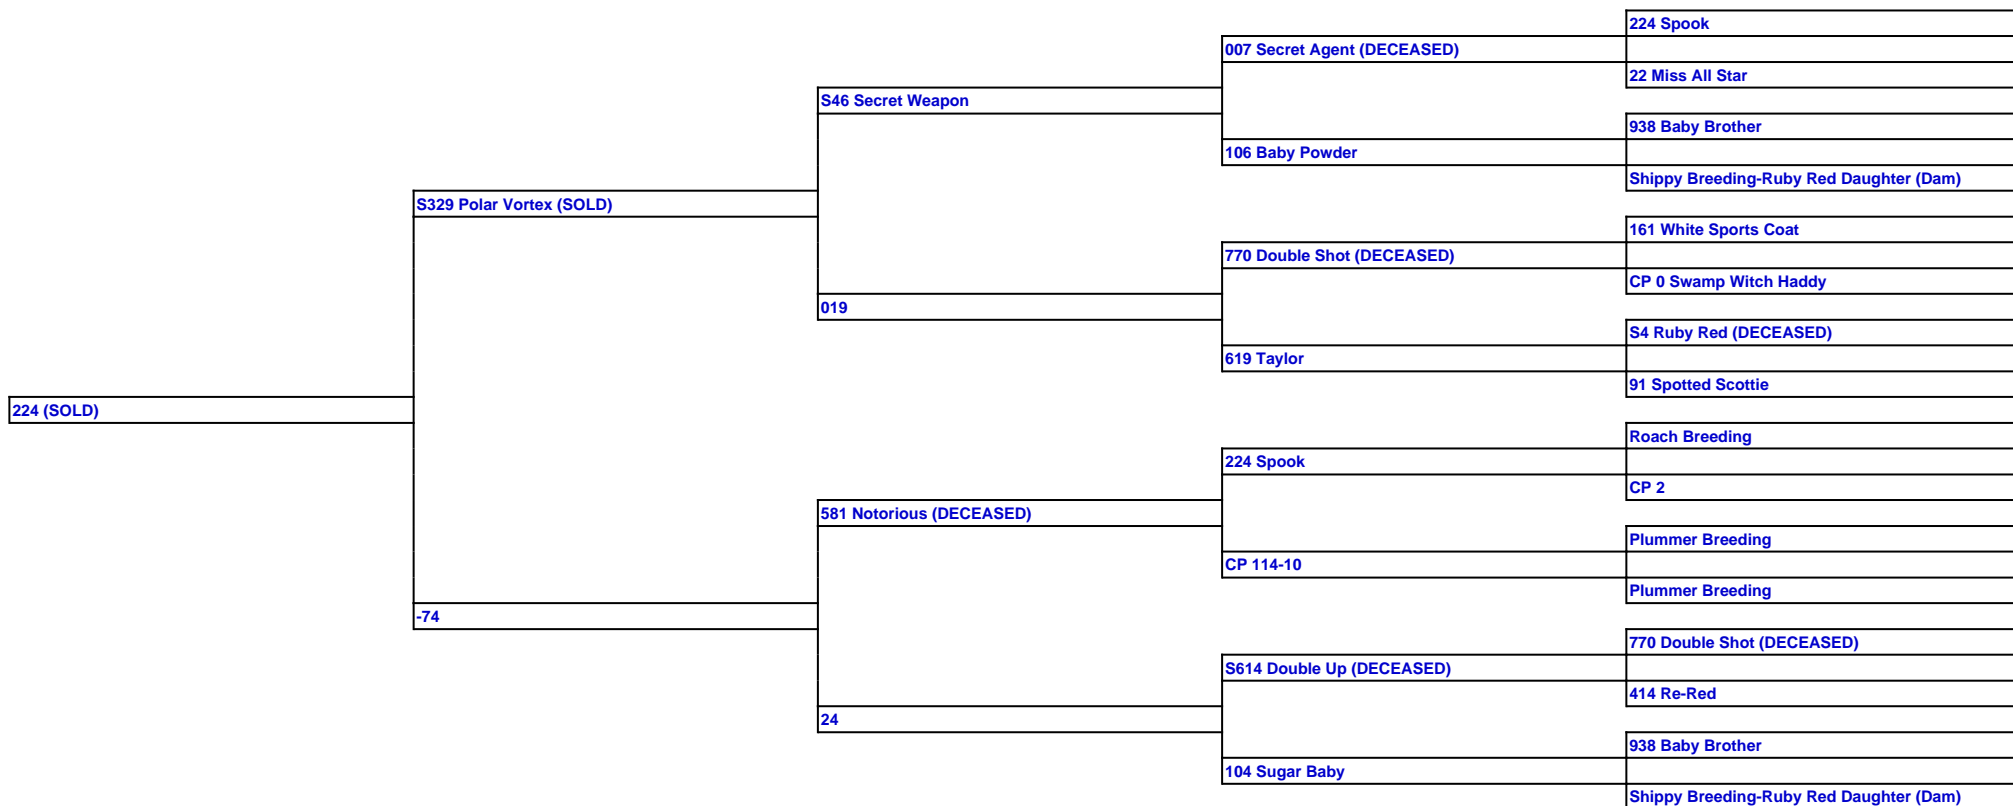 224 Spook
007 Secret Agent (DECEASED)
22 Miss All Star
S46 Secret Weapon
938 Baby Brother
106 Baby Powder
Shippy Breeding-Ruby Red Daughter (Dam)
S329 Polar Vortex (SOLD)
161 White Sports Coat
770 Double Shot (DECEASED)
CP 0 Swamp Witch Haddy
019
S4 Ruby Red (DECEASED)
619 Taylor
91 Spotted Scottie
224 (SOLD)
Roach Breeding
224 Spook
CP 2
581 Notorious (DECEASED)
Plummer Breeding
CP 114-10
Plummer Breeding
-74
770 Double Shot (DECEASED)
S614 Double Up (DECEASED)
414 Re-Red
24
938 Baby Brother
104 Sugar Baby
Shippy Breeding-Ruby Red Daughter (Dam)